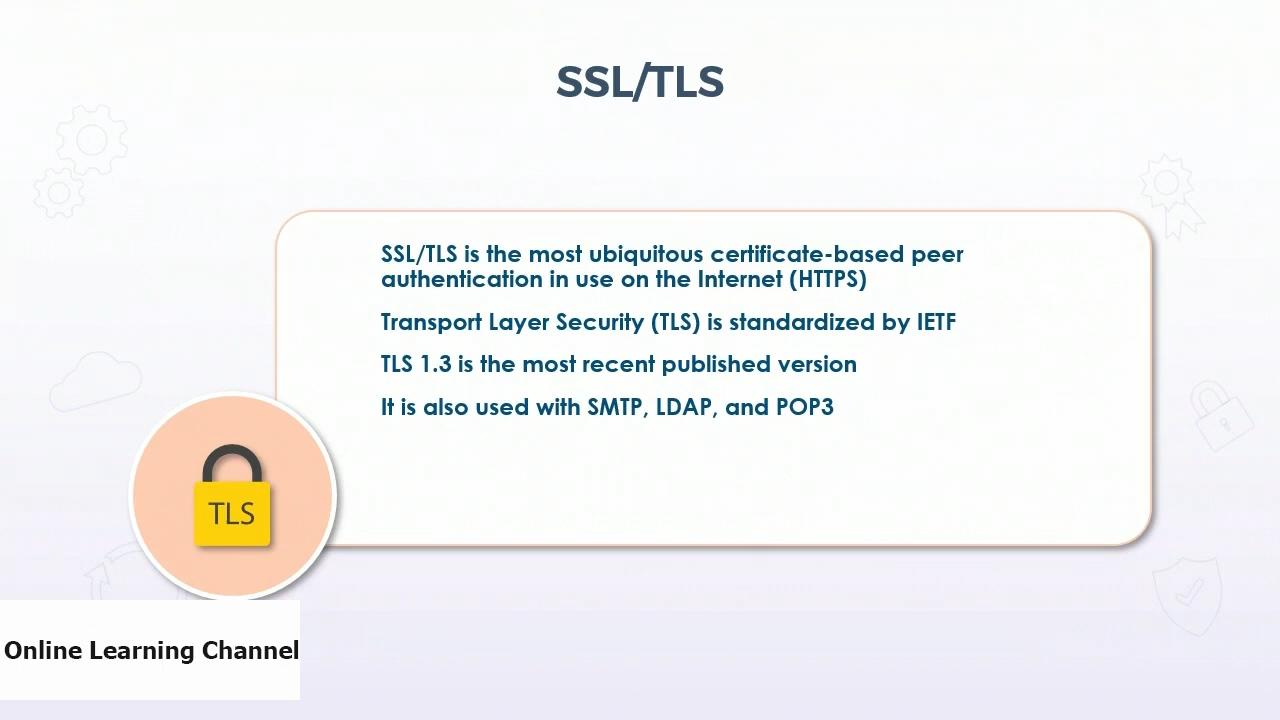 SSL/TLS
SSL/TLS is the most ubiquitous certificate-based peer
authentication in use on the Internet (HTTPS)
Transport Layer Security (TLS) is standardized by IETF
TLS 1.3 is the most recent published version
It is also used with SMTP, LDAP, and POP3
TLS
Online Learning Channel